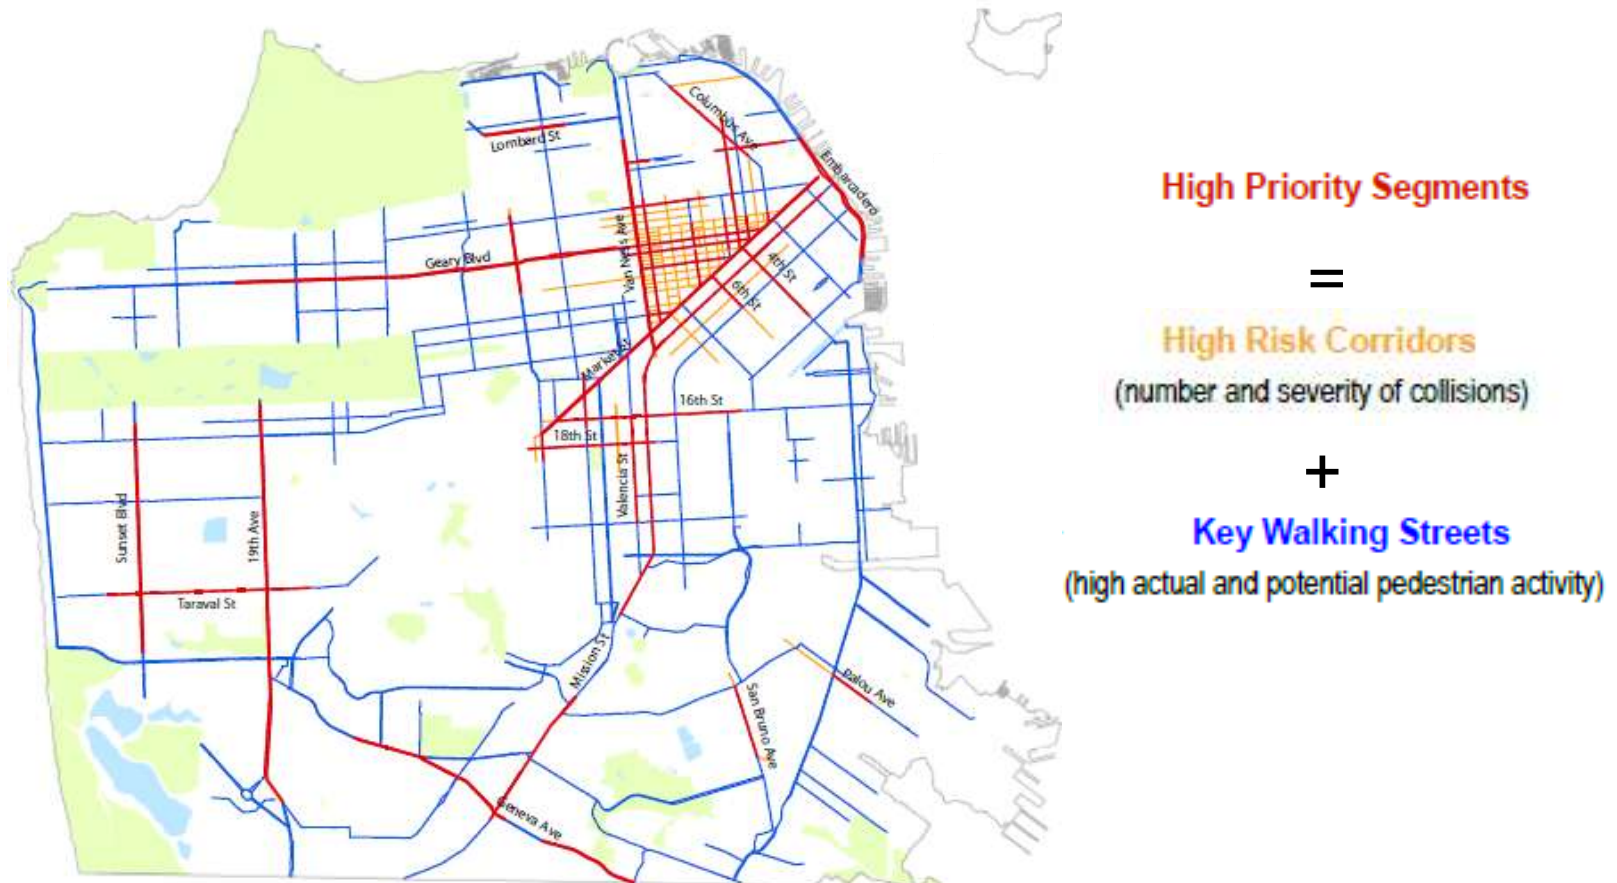 Columbus Ave
Lombard St
Embarcadero
Van Ness Ave
Geary Blvd
4th St
6th St
Market St
16th St
18th St
Valencia St
Sunset Blvd
19th Ave
Taraval St
Mission St
Palou Ave
San Bruno Ave
Geneva Ave
High Priority Segments
=
High Risk Corridors
(number and severity of collisions)
+
Key Walking Streets
(high actual and potential pedestrian activity)